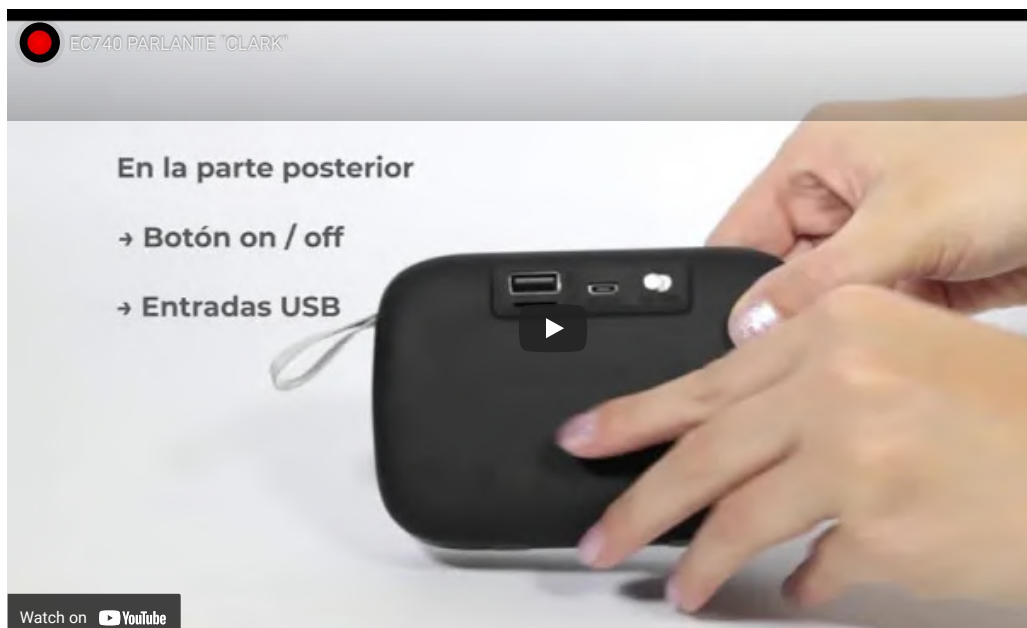 EC740 PARLANTE "CLARK"
En la parte posterior
→ Botón on / off
→ Entradas USB
Watch on YouTube